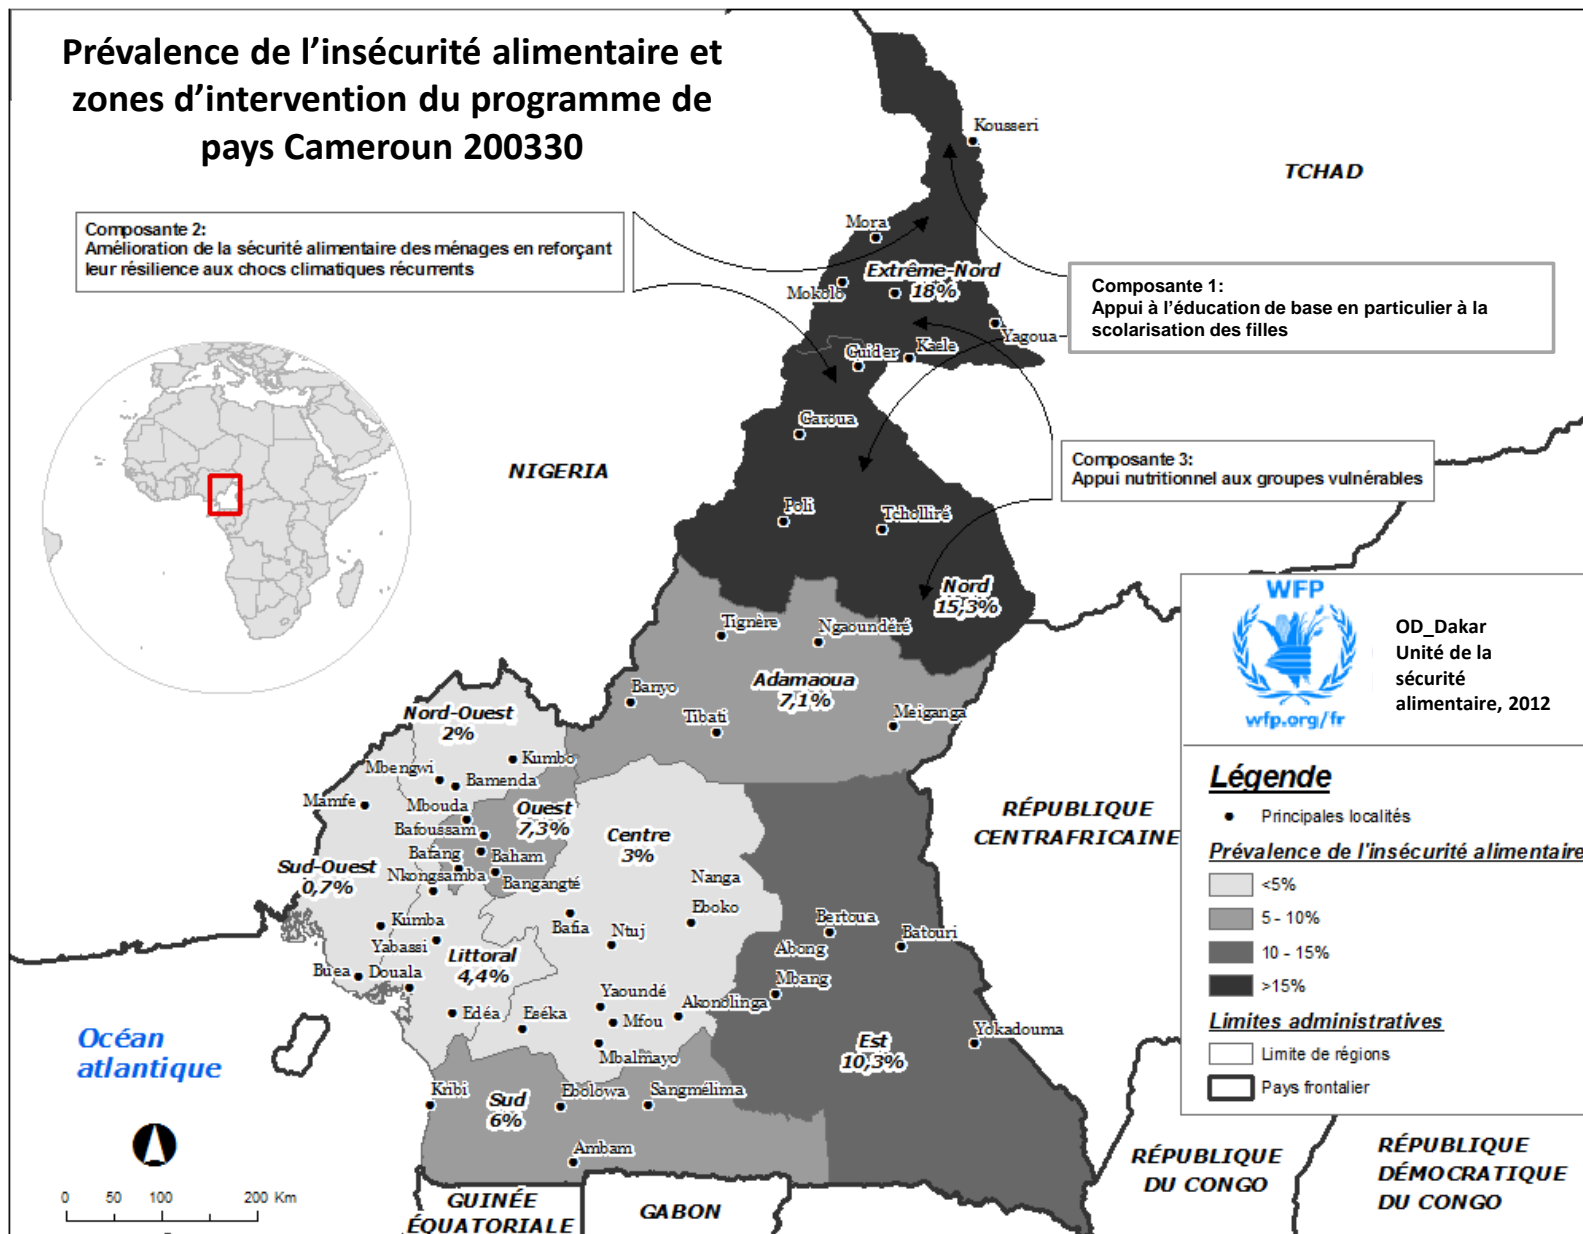 Prévalence de l'insécurité alimentaire et
zones d'intervention du programme de
pays Cameroun 200330
Composante 2:
Amélioration de la sécurité alimentaire des ménages en reforçant
leur résilience aux chocs climatiques récurrents
Composante 1:
Appui à l'éducation de base en particulier à la
scolarisation des filles
Composante 3:
Appui nutritionnel aux groupes vulnérables
TCHAD
NIGERIA
Kousseri
Mora
Extrême-Nord
18%
Mokolo
Yagoua
Kaele
Guider
Garoua
Poli
Tcholliré
Nord
15,3%
Tignère
Ngaoundéré
Adamaoua
7,1%
Banyo
Tibati
Meiganga
Nord-Ouest
2%
Kumbo
Mbengwi
Bamenda
Mamfe
Mbouda
Ouest
7,3%
Bafoussam
Bafang
Baham
Bangangté
Nkongsamba
Sud-Ouest
0,7%
Centre
3%
Nanga
Eboko
Kumba
Yabassi
Bafia
Ntuj
Littoral
4,4%
Buea
Douala
Edéa
Eséka
Yaoundé
Mfou
Akonolinga
Mbalmayo
Bertoua
Batouri
Abong
Mbang
Est
10,3%
Yokadouma
Kribi
Sud
6%
Ebolowa
Sangmélima
Ambam
RÉPUBLIQUE
CENTRAFRICAINE
Océan
atlantique
GUINÉE
ÉQUATORIALE
GABON
RÉPUBLIQUE
DU CONGO
RÉPUBLIQUE
DÉMOCRATIQUE
DU CONGO
0 50 100 200 Km
WFP
wfp.org/fr
OD_Dakar
Unité de la
sécurité
alimentaire, 2012
Légende
Principales localités
Prévalence de l'insécurité alimentaire
<5%
5 - 10%
10 - 15%
>15%
Limites administratives
Limite de régions
Pays frontalier